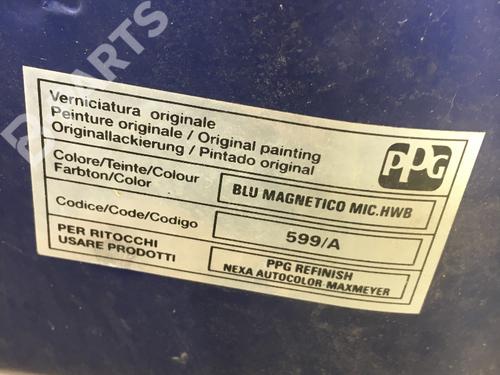 Verniciatura originale
Peinture originale / Original painting
Originallackierung / Pintado original
PPG
Colore/Teinte/Colour
Farbton/Color
BLU MAGNETICO MIC.HWB
Codice/Code/Codigo
599/A
PER RITOCCHI
USARE PRODOTTI
PPG REFINISH
NEXA AUTOCOLOR-MAXMEYER
PARTS